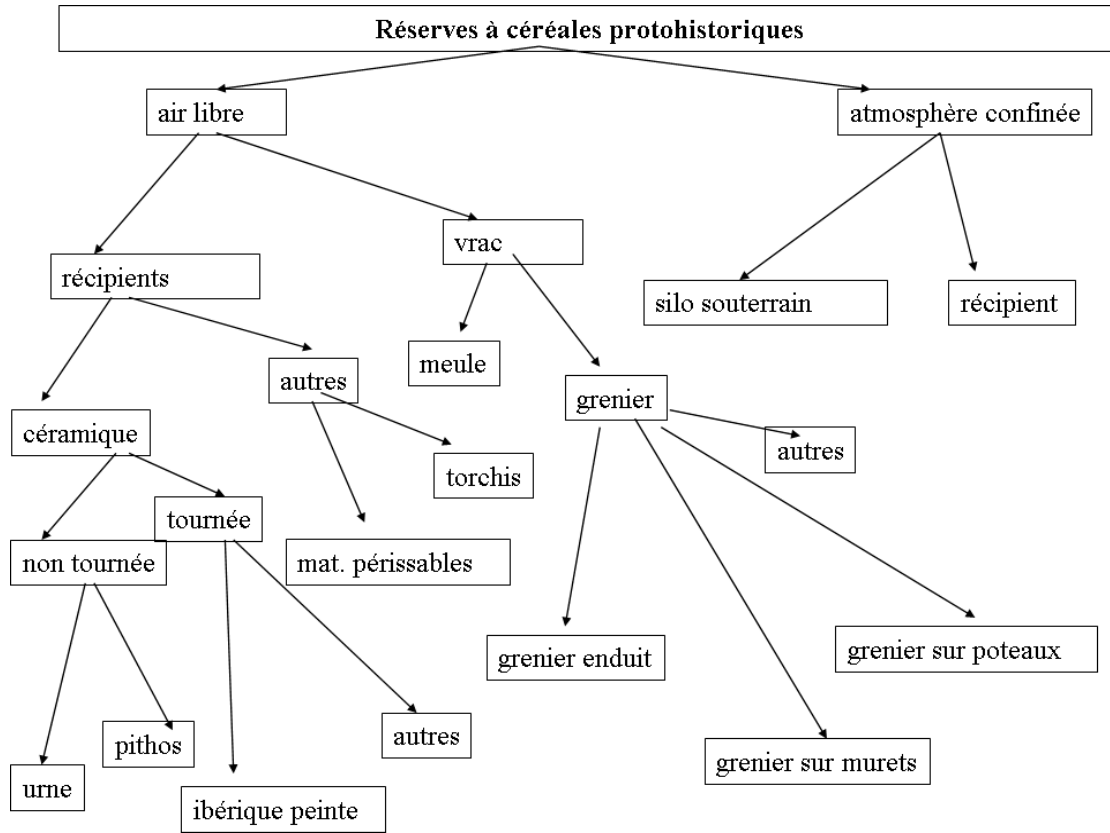 Réserves à céréales protohistoriques
air libre
atmosphère confinée
récipients
vrac
silo souterrain
récipient
meule
autres
grenier
céramique
autres
torchis
tournée
non tournée
mat. périssables
grenier enduit
grenier sur poteaux
pithos
autres
grenier sur murets
urne
ibérique peinte